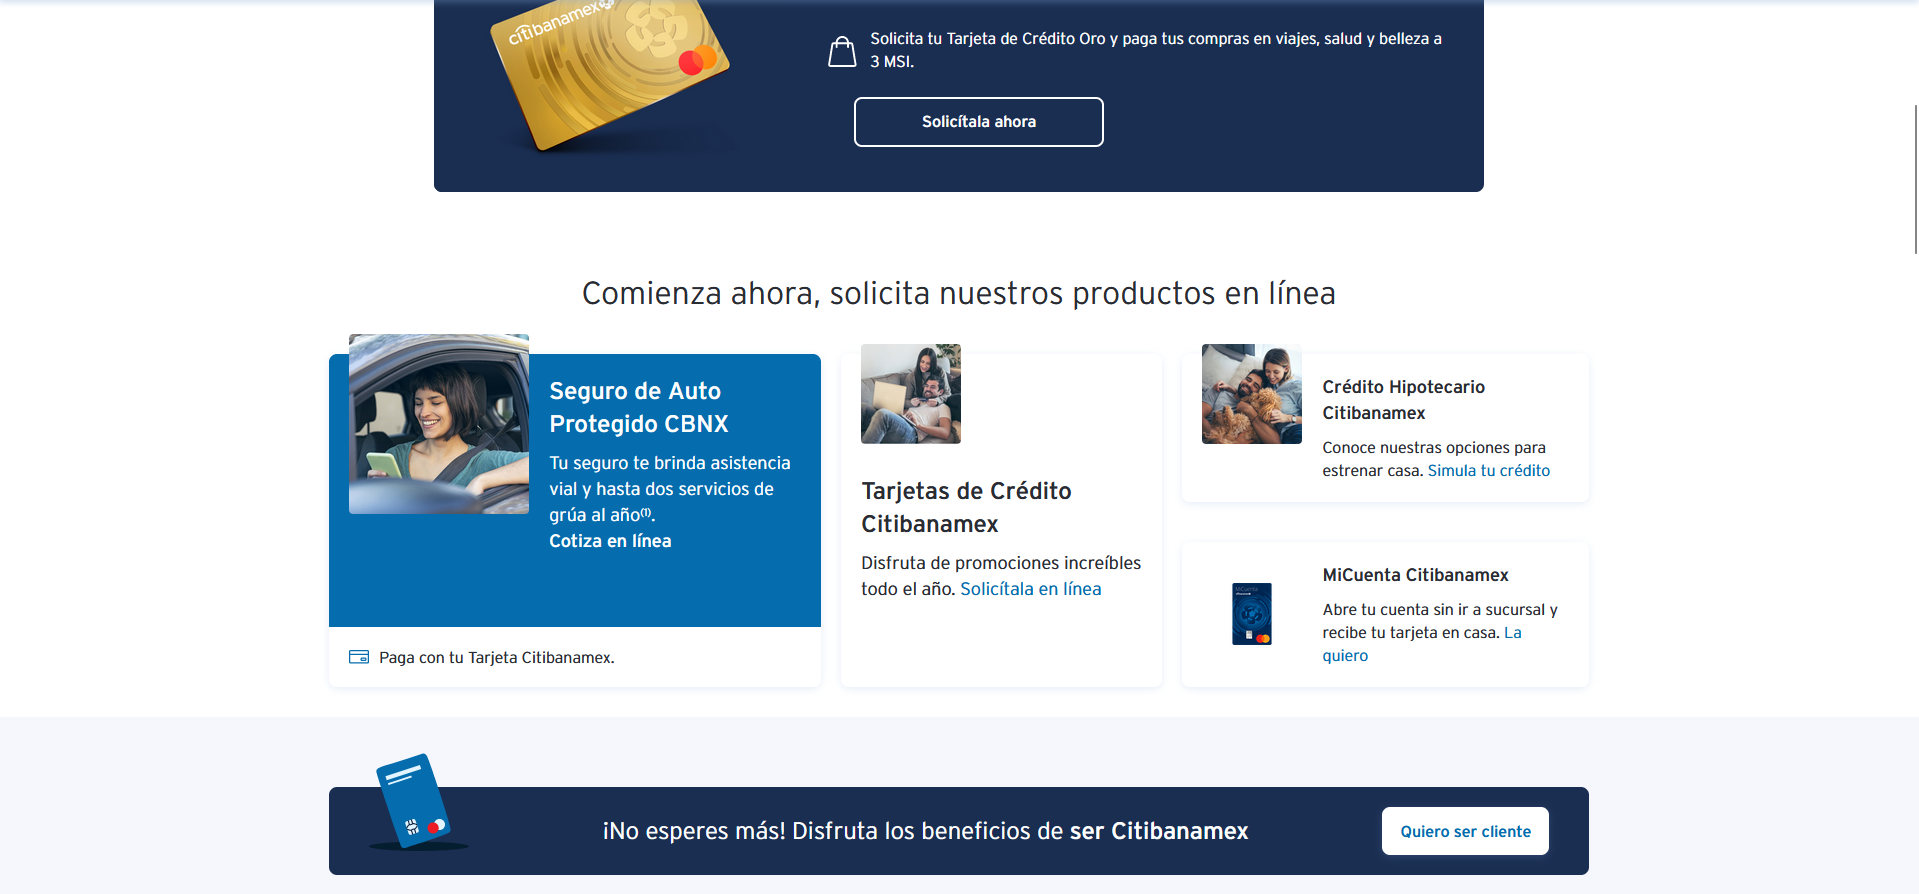 citibanamex
Solicita tu Tarjeta de Crédito Oro y paga tus compras en viajes, salud y belleza a
3 MSI.
Solicítala ahora
Comienza ahora, solicita nuestros productos en línea
Seguro de Auto
Protegido CBNX
Tu seguro te brinda asistencia
vial y hasta dos servicios de
grúa al año(1).
Cotiza en línea
Paga con tu Tarjeta Citibanamex.
Tarjetas de Crédito
Citibanamex
Disfruta de promociones increíbles
todo el año. Solicítala en línea
Crédito Hipotecario
Citibanamex
Conoce nuestras opciones para
estrenar casa. Simula tu crédito
MiCuenta
MiCuenta Citibanamex
Abre tu cuenta sin ir a sucursal y
recibe tu tarjeta en casa. La
quiero
¡No esperes más! Disfruta los beneficios de ser Citibanamex
Quiero ser cliente